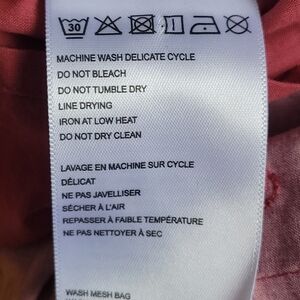 30
MACHINE WASH DELICATE CYCLE
DO NOT BLEACH
DO NOT TUMBLE DRY
LINE DRYING
IRON AT LOW HEAT
DO NOT DRY CLEAN
LAVAGE EN MACHINE SUR CYCLE
DÉLICAT
NE PAS JAVELLISER
SÉCHER À L'AIR
REPASSER À FAIBLE TEMPÉRATURE
NE PAS NETTOYER À SEC
WASH MESH BAG